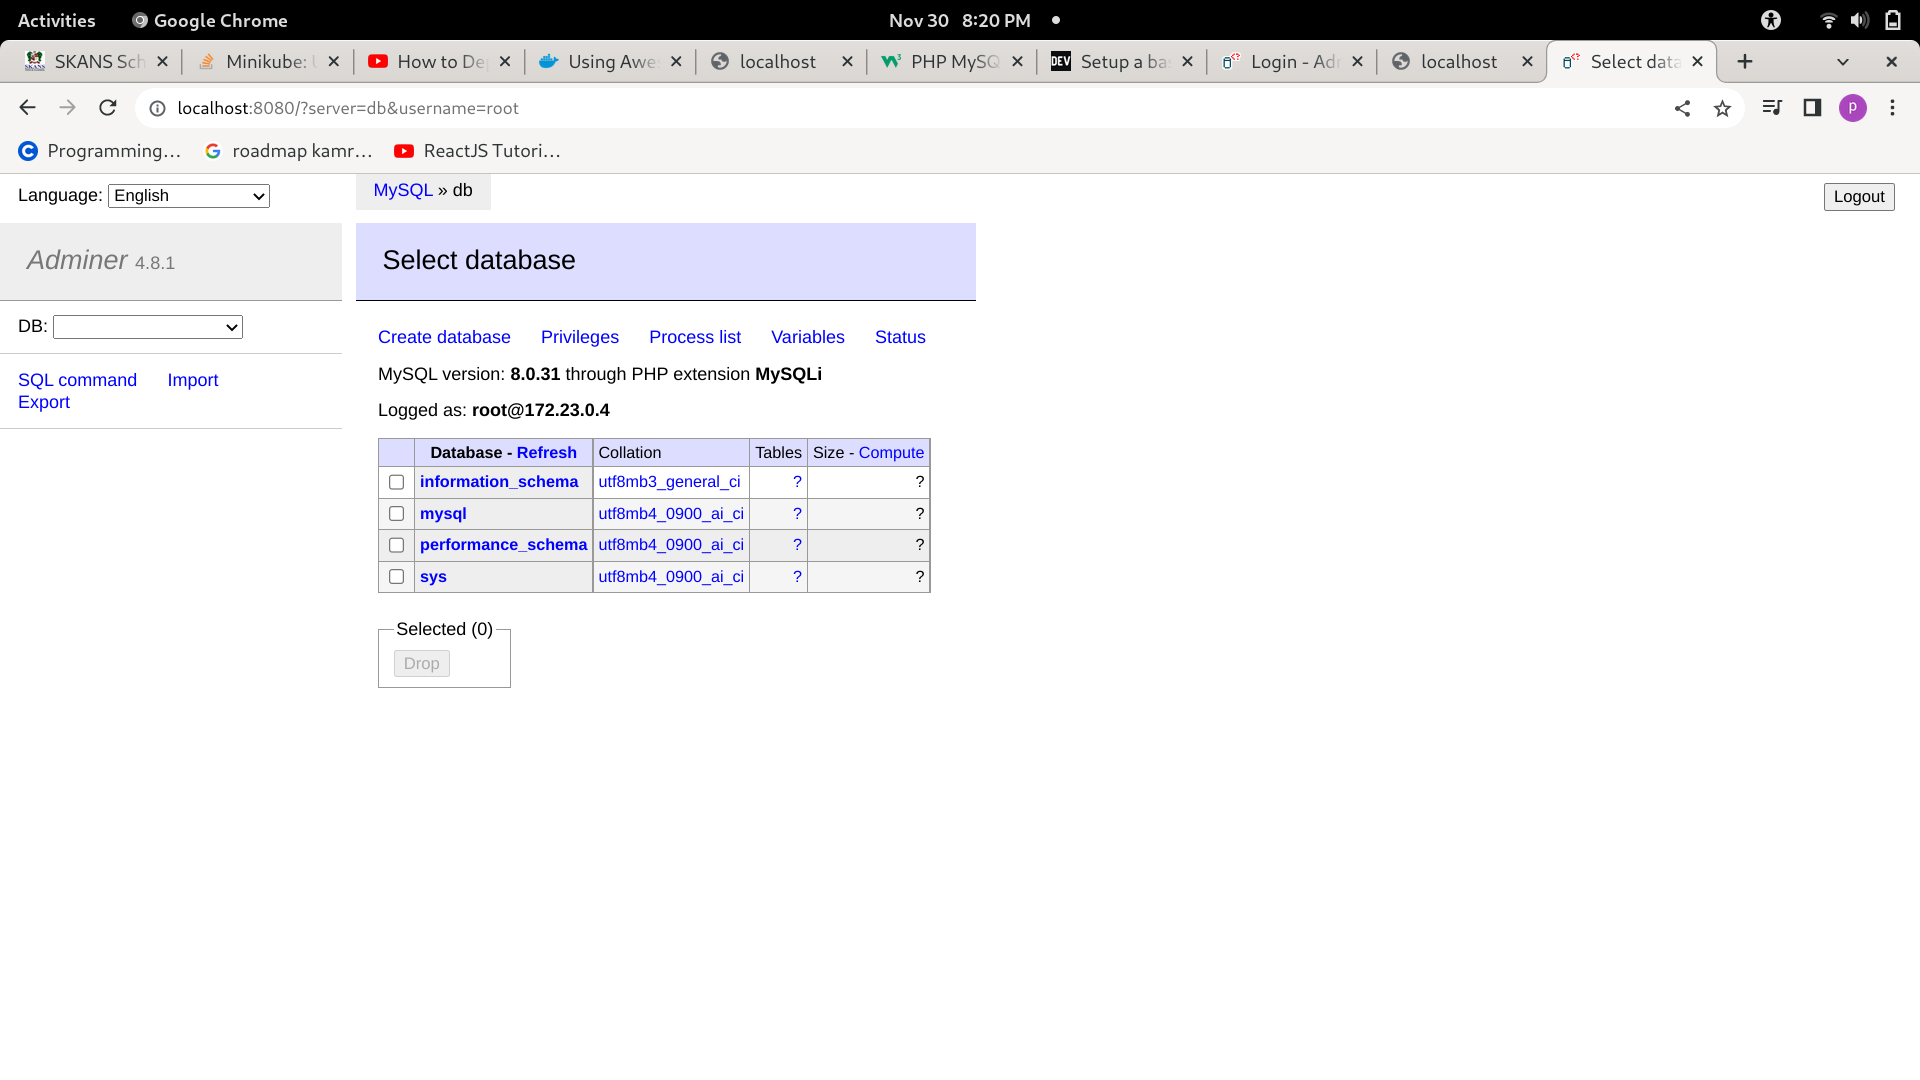 Activities Google Chrome Nov 30 8:20 PM
SKANS Sch Minikube: How to De Using Awe localhost PHP MySQ Setup a ba Login - Ad localhost Select data
localhost:8080/?server=db&username=root
P
Programming... roadmap kamr... ReactJS Tutori...
Language: English
MySQL » db
Logout
Adminer 4.8.1
Select database
DB:
SQL command Import
Export
Create database Privileges Process list Variables Status
MySQL version: 8.0.31 through PHP extension MySQLi
Logged as: root@172.23.0.4
Database - Refresh Collation Tables Size - Compute
information_schema utf8mb3_general_ci ? ?
mysql utf8mb4_0900_ai_ci ? ?
performance_schema utf8mb4_0900_ai_ci ? ?
sys utf8mb4_0900_ai_ci ? ?
Selected (0)
Drop